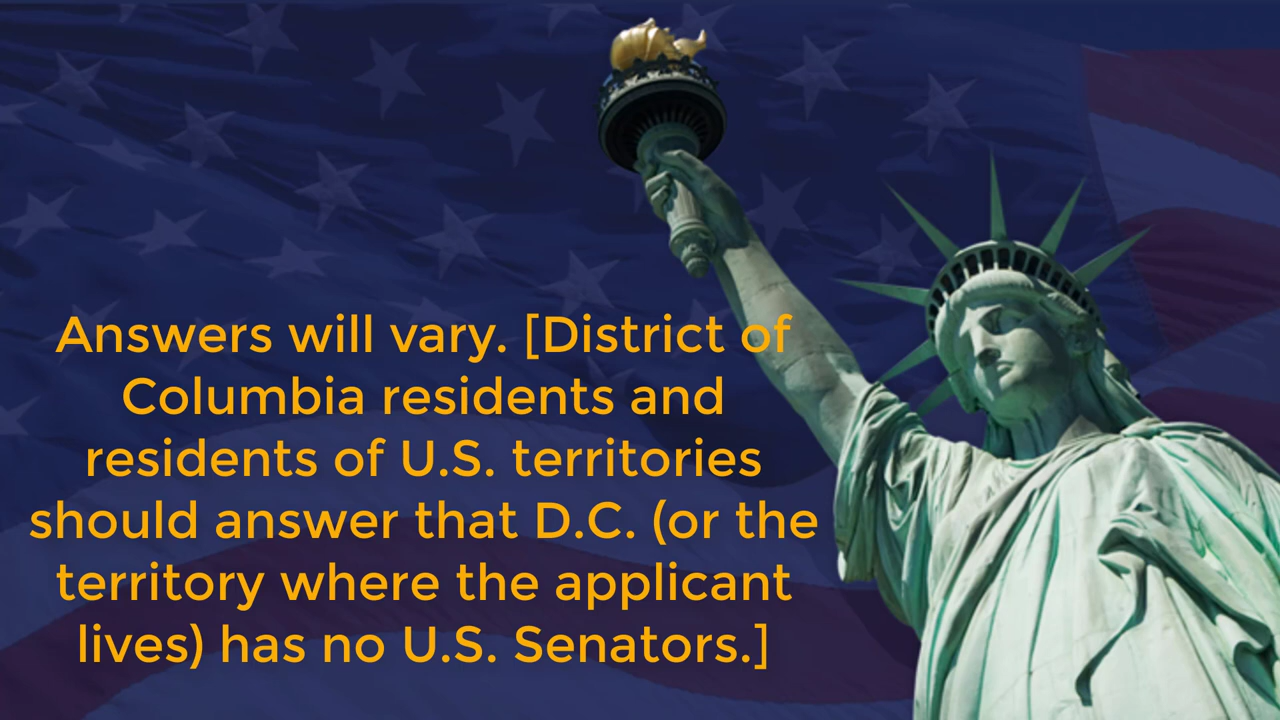 Answers will vary. [District of
Columbia residents and
residents of U.S. territories
should answer that D.C. (or the
territory where the applicant
lives) has no U.S. Senators.]